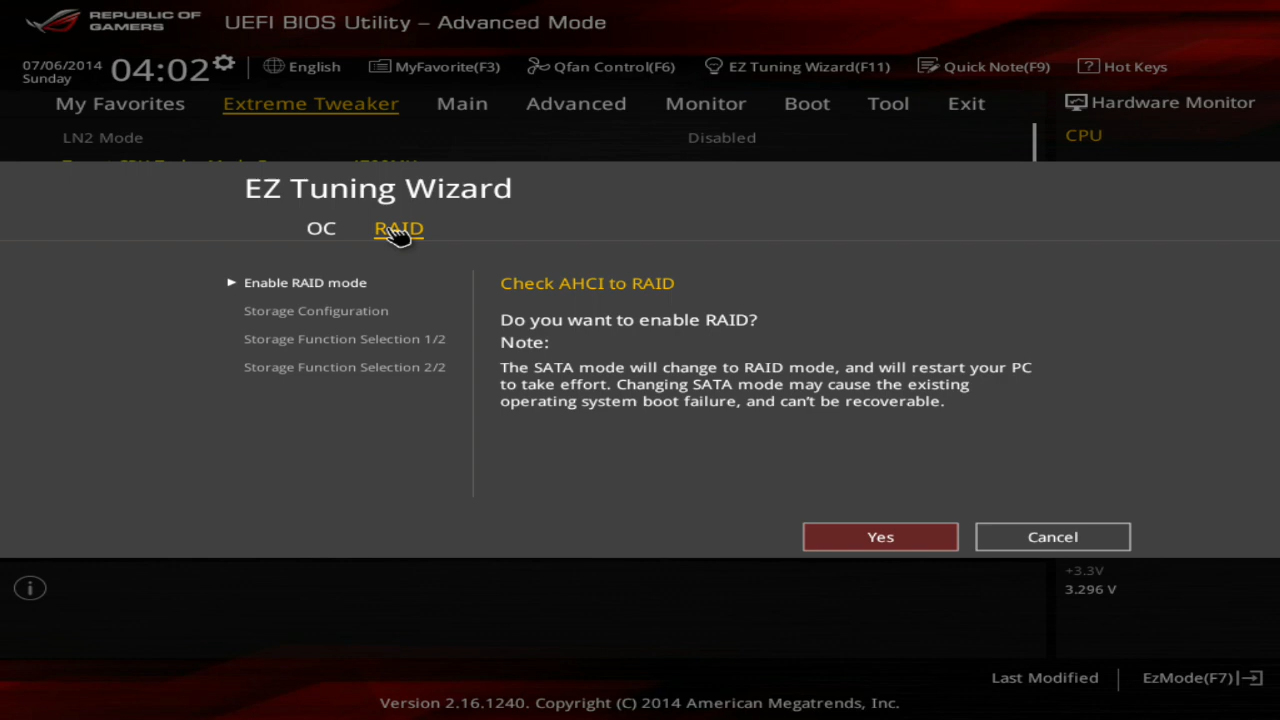 REPUBLIC OF
GAMERS
UEFI BIOS Utility – Advanced Mode
07/06/2014
Sunday
04:02
English
MyFavorite(F3)
Qfan Control(F6)
EZ Tuning Wizard(F11)
Quick Note(F9)
? Hot Keys
My Favorites
Extreme Tweaker
Main
Advanced
Monitor
Boot
Tool
Exit
Hardware Monitor
LN2 Mode
Disabled
CPU
EZ Tuning Wizard
OC
RAID
Enable RAID mode
Storage Configuration
Storage Function Selection 1/2
Storage Function Selection 2/2
Check AHCI to RAID
Do you want to enable RAID?
Note:
The SATA mode will change to RAID mode, and will restart your PC
to take effort. Changing SATA mode may cause the existing
operating system boot failure, and can't be recoverable.
Yes
Cancel
+3.3V
3.296 V
Last Modified
EzMode(F7)
Version 2.16.1240. Copyright (C) 2014 American Megatrends, Inc.